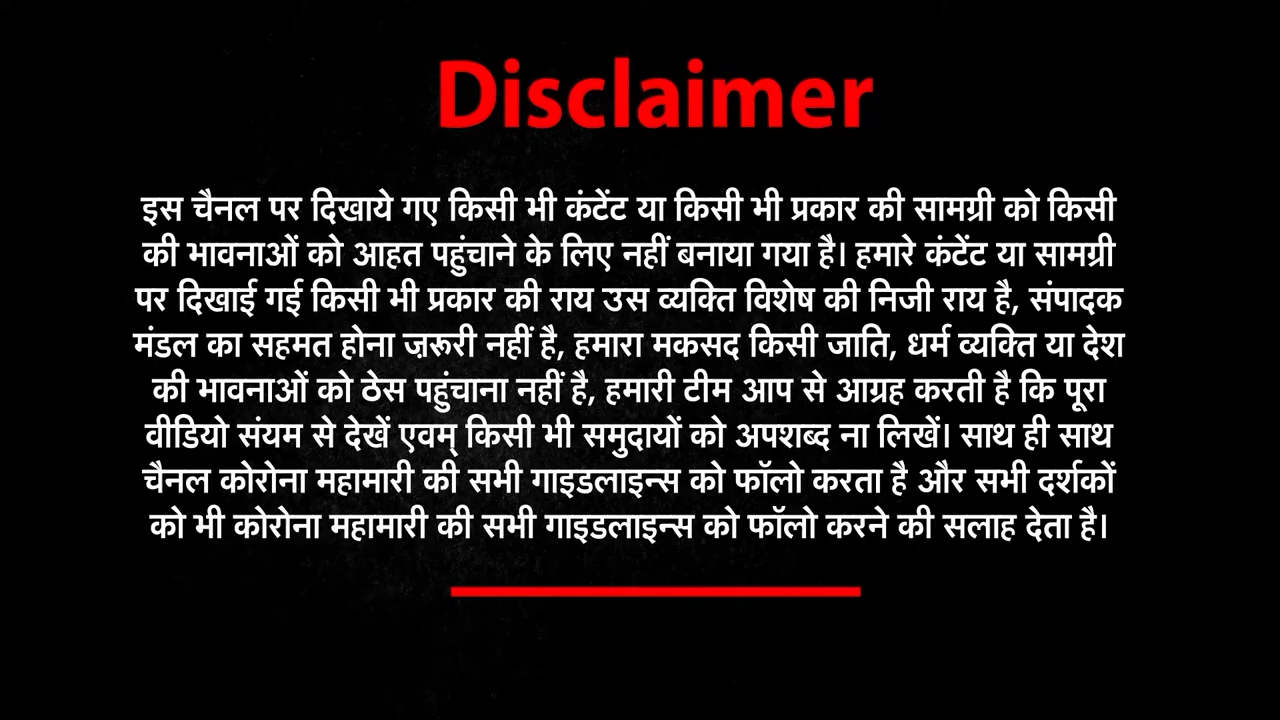 Disclaimer
इस चैनल पर दिखाये गए किसी भी कंटेंट या किसी भी प्रकार की सामग्री को किसी
की भावनाओं को आहत पहुंचाने के लिए नहीं बनाया गया है। हमारे कंटेंट या सामग्री
पर दिखाई गई किसी भी प्रकार की राय उस व्यक्ति विशेष की निजी राय है, संपादक
मंडल का सहमत होना ज़रूरी नहीं है, हमारा मकसद किसी जाति, धर्म व्यक्ति या देश
की भावनाओं को ठेस पहुंचाना नहीं है, हमारी टीम आप से आग्रह करती है कि पूरा
वीडियो संयम से देखें एवम् किसी भी समुदायों को अपशब्द ना लिखें। साथ ही साथ
चैनल कोरोना महामारी की सभी गाइडलाइन्स को फॉलो करता है और सभी दर्शकों
को भी कोरोना महामारी की सभी गाइडलाइन्स को फॉलो करने की सलाह देता है।